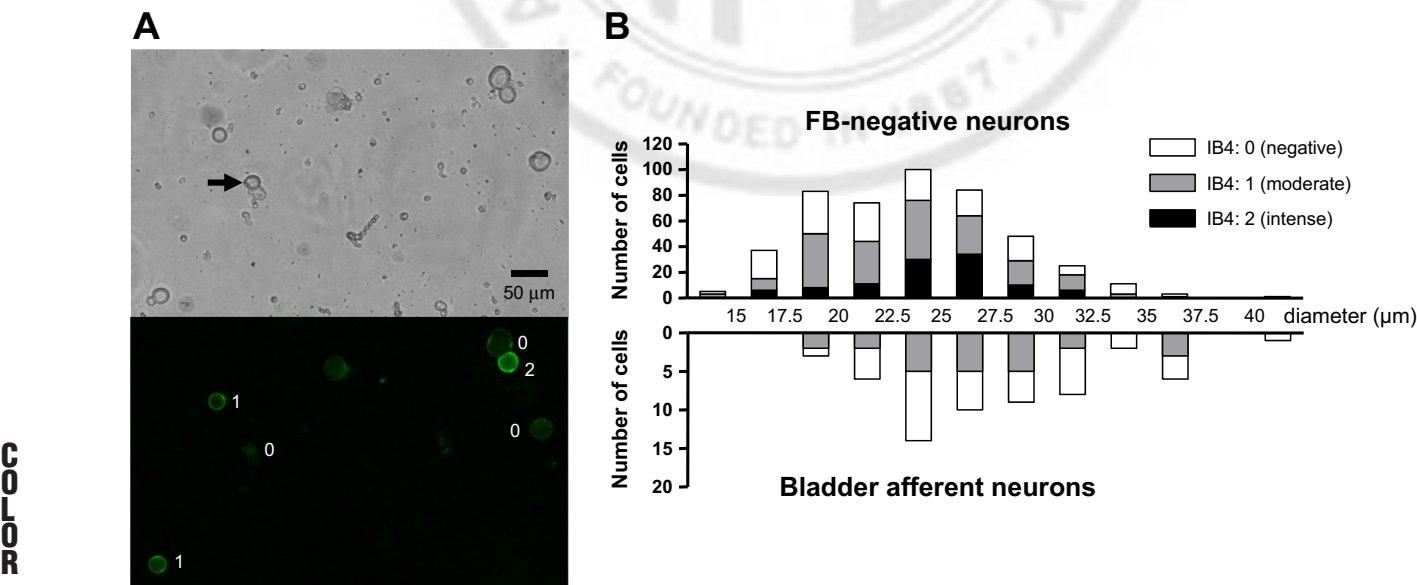 A
B
FOUNDED IN 1887
FB-negative neurons
IB4: 0 (negative)
IB4: 1 (moderate)
IB4: 2 (intense)
Number of cells
120
100
80
60
40
20
0
15 17.5 20 22.5 25 27.5 30 32.5 35 37.5 40 diameter (µm)
Number of cells
0
5
10
15
20
Bladder afferent neurons
50 µm
0
2
1
0
0
1
COLOR